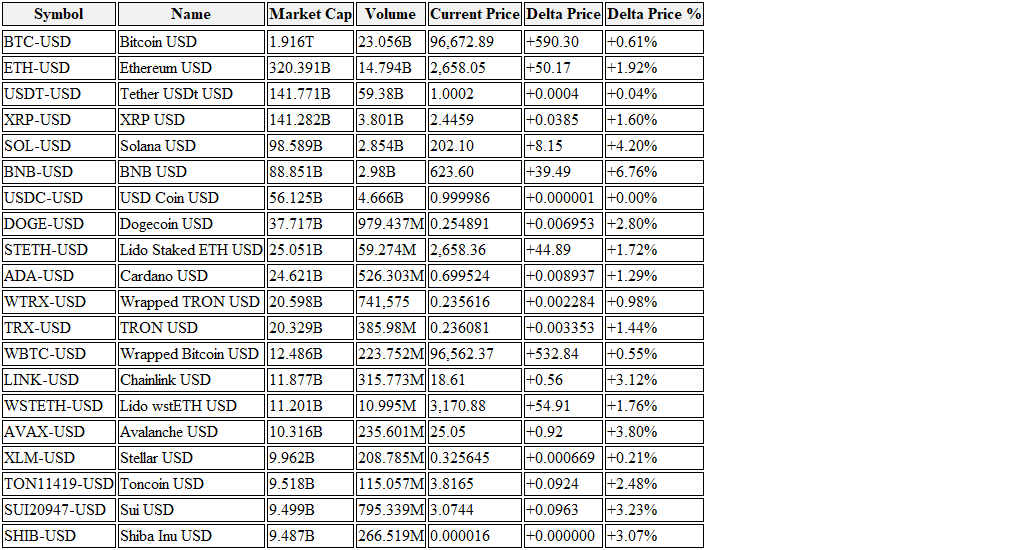 Symbol Name Market Cap Volume Current Price Delta Price Delta Price %
BTC-USD Bitcoin USD 1.916T 23.056B 96,672.89 +590.30 +0.61%
ETH-USD Ethereum USD 320.391B 14.794B 2,658.05 +50.17 +1.92%
USDT-USD Tether USDt USD 141.771B 59.38B 1.0002 +0.0004 +0.04%
XRP-USD XRP USD 141.282B 3.801B 2.4459 +0.0385 +1.60%
SOL-USD Solana USD 98.589B 2.854B 202.10 +8.15 +4.20%
BNB-USD BNB USD 88.851B 2.98B 623.60 +39.49 +6.76%
USDC-USD USD Coin USD 56.125B 4.666B 0.999986 +0.000001 +0.00%
DOGE-USD Dogecoin USD 37.717B 979.437M 0.254891 +0.006953 +2.80%
STETH-USD Lido Staked ETH USD 25.051B 59.274M 2,658.36 +44.89 +1.72%
ADA-USD Cardano USD 24.621B 526.303M 0.699524 +0.008937 +1.29%
WTRX-USD Wrapped TRON USD 20.598B 741,575 0.235616 +0.002284 +0.98%
TRX-USD TRON USD 20.329B 385.98M 0.236081 +0.003353 +1.44%
WBTC-USD Wrapped Bitcoin USD 12.486B 223.752M 96,562.37 +532.84 +0.55%
LINK-USD Chainlink USD 11.877B 315.773M 18.61 +0.56 +3.12%
WSTETH-USD Lido wstETH USD 11.201B 10.995M 3,170.88 +54.91 +1.76%
AVAX-USD Avalanche USD 10.316B 235.601M 25.05 +0.92 +3.80%
XLM-USD Stellar USD 9.962B 208.785M 0.325645 +0.000669 +0.21%
TON11419-USD Toncoin USD 9.518B 115.057M 3.8165 +0.0924 +2.48%
SUI20947-USD Sui USD 9.499B 795.339M 3.0744 +0.0963 +3.23%
SHIB-USD Shiba Inu USD 9.487B 266.519M 0.000016 +0.000000 +3.07%